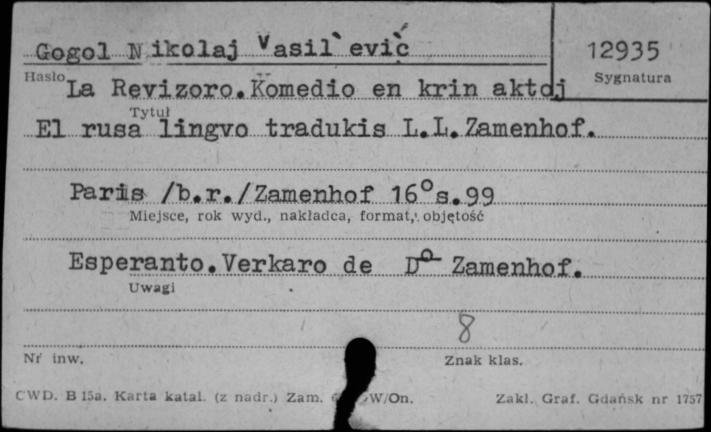 Gogol Nikolaj Vasil`evič
12935
Hasło
Sygnatura
La Revizoro. Komedio en krin aktoj
Tytuł
El rusa lingvo tradukis L.L. Zamenhof.
Paris /b.r./ Zamenhof 16° s. 99
Miejsce, rok wyd., nakładca, format, objętość
Esperanto. Verkaro de Do Zamenhof.
Uwagi
8
Nr inw.
Znak klas.
CWD. B 15a. Karta katal. (z nadr.) Zam. W/On.
Zakl. Graf. Gdańsk nr 1757